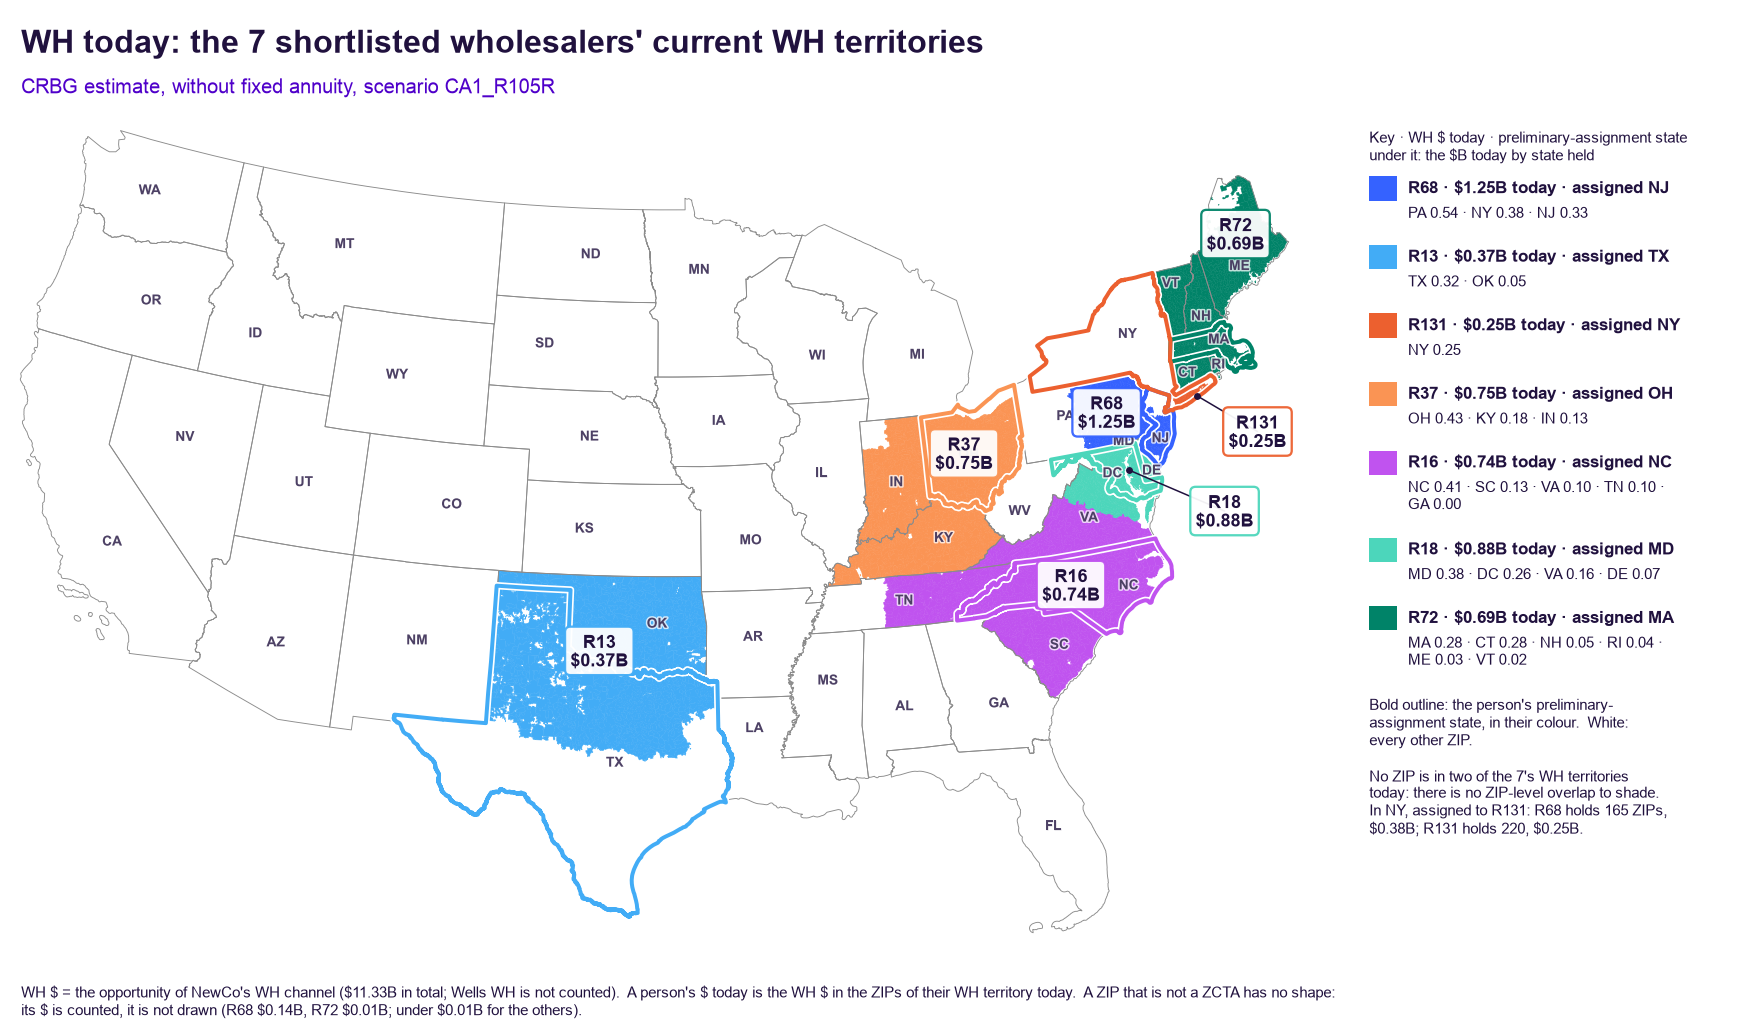 WH today: the 7 shortlisted wholesalers' current WH territories
CRBG estimate, without fixed annuity, scenario CA1_R105R
Key · WH $ today · preliminary-assignment state
under it: the $B today by state held
R68 · $1.25B today · assigned NJ
PA 0.54 · NY 0.38 · NJ 0.33
R13 · $0.37B today · assigned TX
TX 0.32 · OK 0.05
R131 · $0.25B today · assigned NY
NY 0.25
R37 · $0.75B today · assigned OH
OH 0.43 · KY 0.18 · IN 0.13
R16 · $0.74B today · assigned NC
NC 0.41 · SC 0.13 · VA 0.10 · TN 0.10 ·
GA 0.00
R18 · $0.88B today · assigned MD
MD 0.38 · DC 0.26 · VA 0.16 · DE 0.07
R72 · $0.69B today · assigned MA
MA 0.28 · CT 0.28 · NH 0.05 · RI 0.04 ·
ME 0.03 · VT 0.02
Bold outline: the person's preliminary-
assignment state, in their colour.  White:
every other ZIP.
No ZIP is in two of the 7's WH territories
today: there is no ZIP-level overlap to shade.
In NY, assigned to R131: R68 holds 165 ZIPs,
$0.38B; R131 holds 220, $0.25B.
WA
MT
ND
MN
OR
ID
SD
WY
WI
MI
NY
VT
ME
NH
MA
RI
CT
R72
$0.69B
NV
UT
CO
NE
IA
IL
IN
R37
$0.75B
PA
R68
$1.25B
NJ
MD
DC
DE
R131
$0.25B
R18
$0.88B
CA
KS
MO
KY
WV
VA
AZ
NM
OK
R13
$0.37B
AR
TN
R16
$0.74B
NC
SC
TX
LA
MS
AL
GA
FL
WH $ = the opportunity of NewCo's WH channel ($11.33B in total; Wells WH is not counted).  A person's $ today is the WH $ in the ZIPs of their WH territory today.  A ZIP that is not a ZCTA has no shape:
its $ is counted, it is not drawn (R68 $0.14B, R72 $0.01B; under $0.01B for the others).